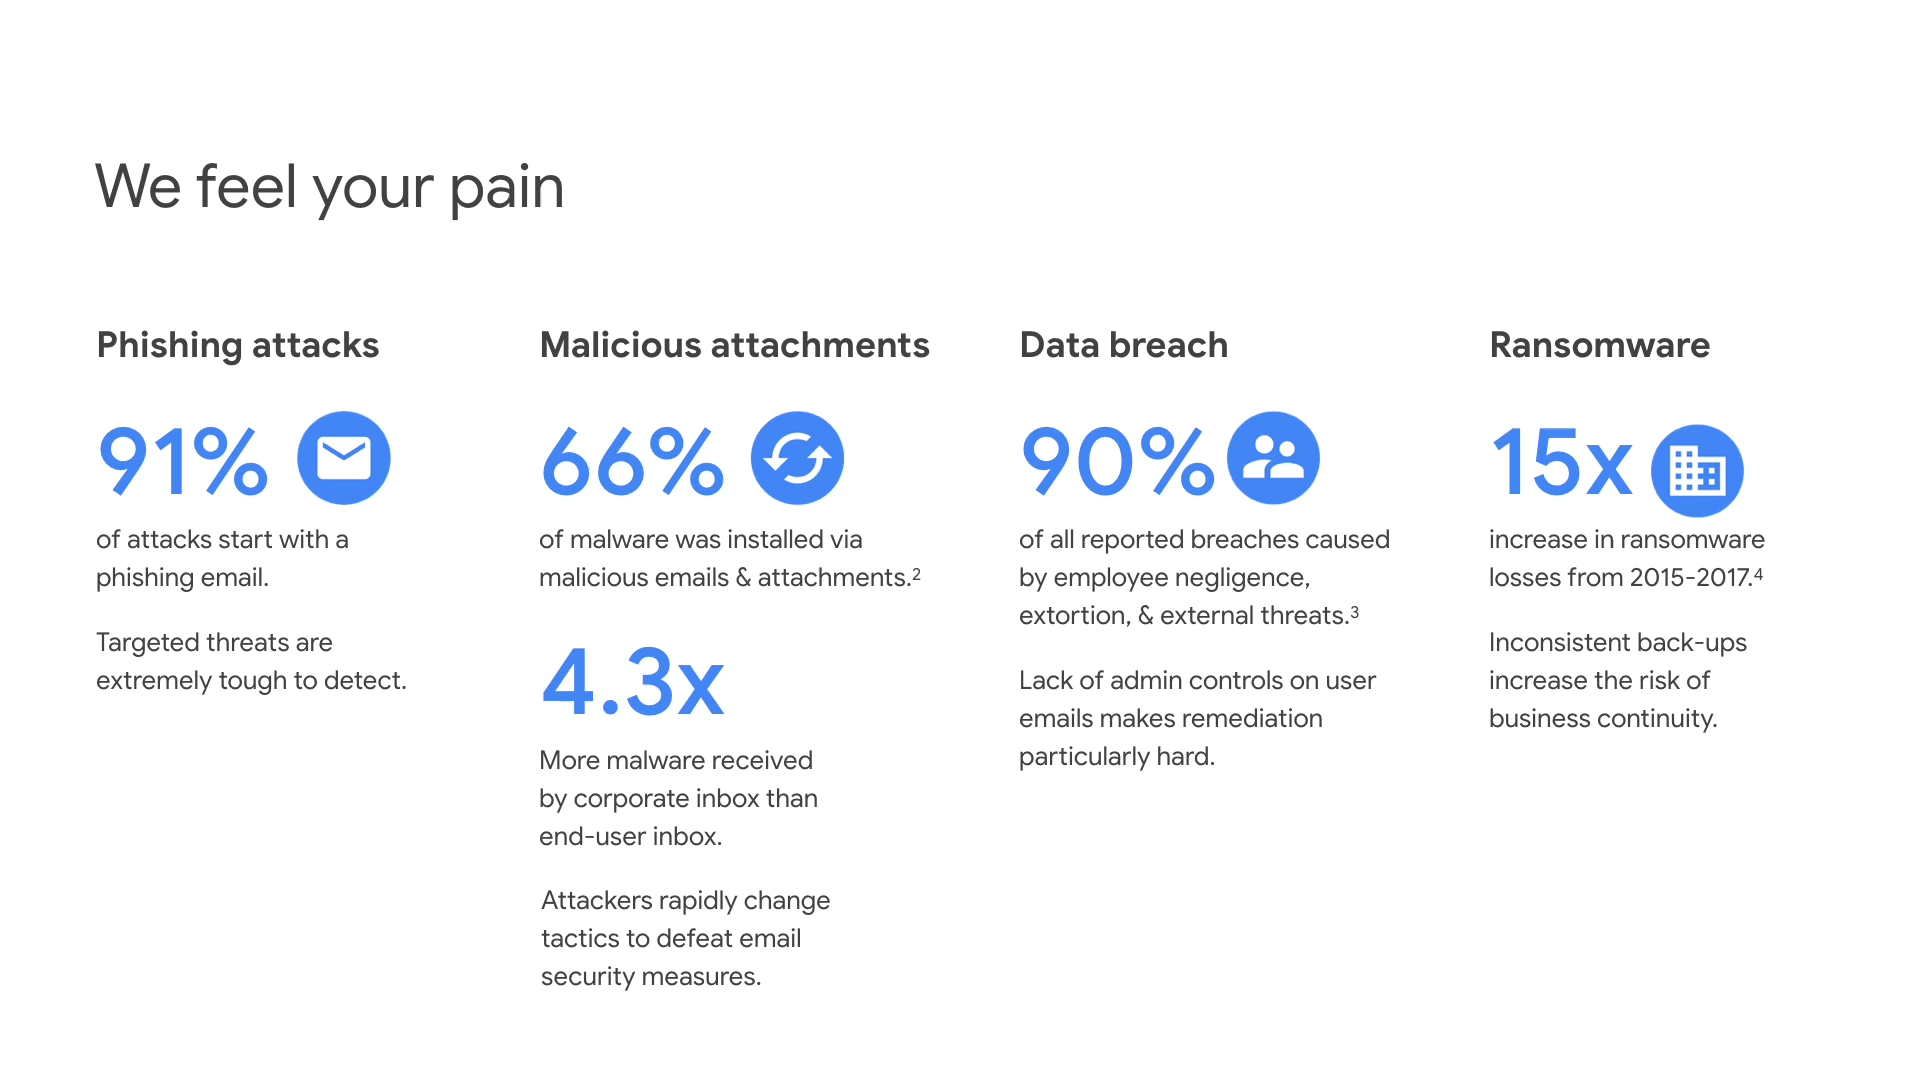 We feel your pain
Phishing attacks
91%
of attacks start with a
phishing email.
Targeted threats are
extremely tough to detect.
Malicious attachments
66%
of malware was installed via
malicious emails & attachments.²
4.3x
More malware received
by corporate inbox than
end-user inbox.
Attackers rapidly change
tactics to defeat email
security measures.
Data breach
90%
of all reported breaches caused
by employee negligence,
extortion, & external threats.³
Lack of admin controls on user
emails makes remediation
particularly hard.
Ransomware
15x
increase in ransomware
losses from 2015-2017.⁴
Inconsistent back-ups
increase the risk of
business continuity.